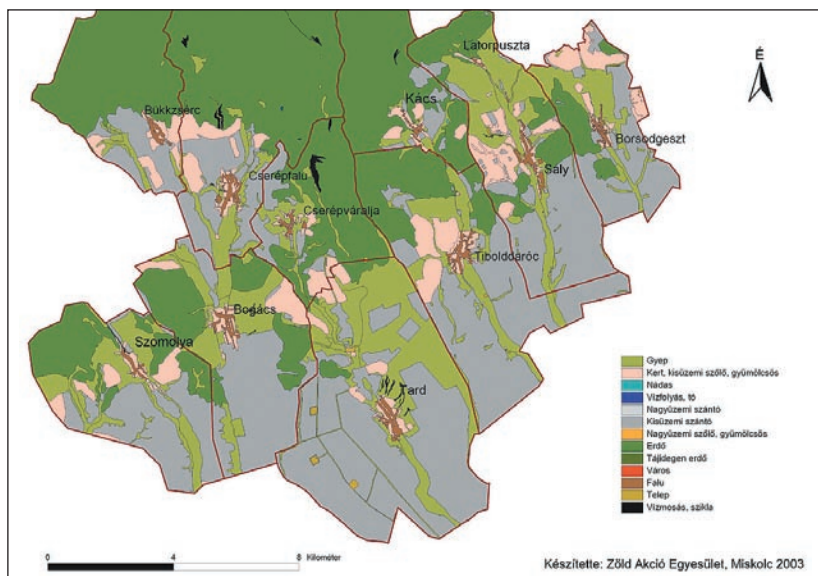 Latorpuszta
É
Kács
Bükkzsérc
Borsodgeszt
Cserépfalu
Saly
Cserépváralja
Tibolddaróc
Bogács
Szomolya
Tard
Gyep
Kert, kisüzemi szőlő, gyümölcsös
Nádas
Vízfolyás, tó
Nagyüzemi szántó
Kisüzemi szántó
Nagyüzemi szőlő, gyümölcsös
Erdő
Tájidegen erdő
Város
Falu
Telep
Vízmosás, szikla
0 4 8 Kilométer
Készítette: Zöld Akció Egyesület, Miskolc 2003